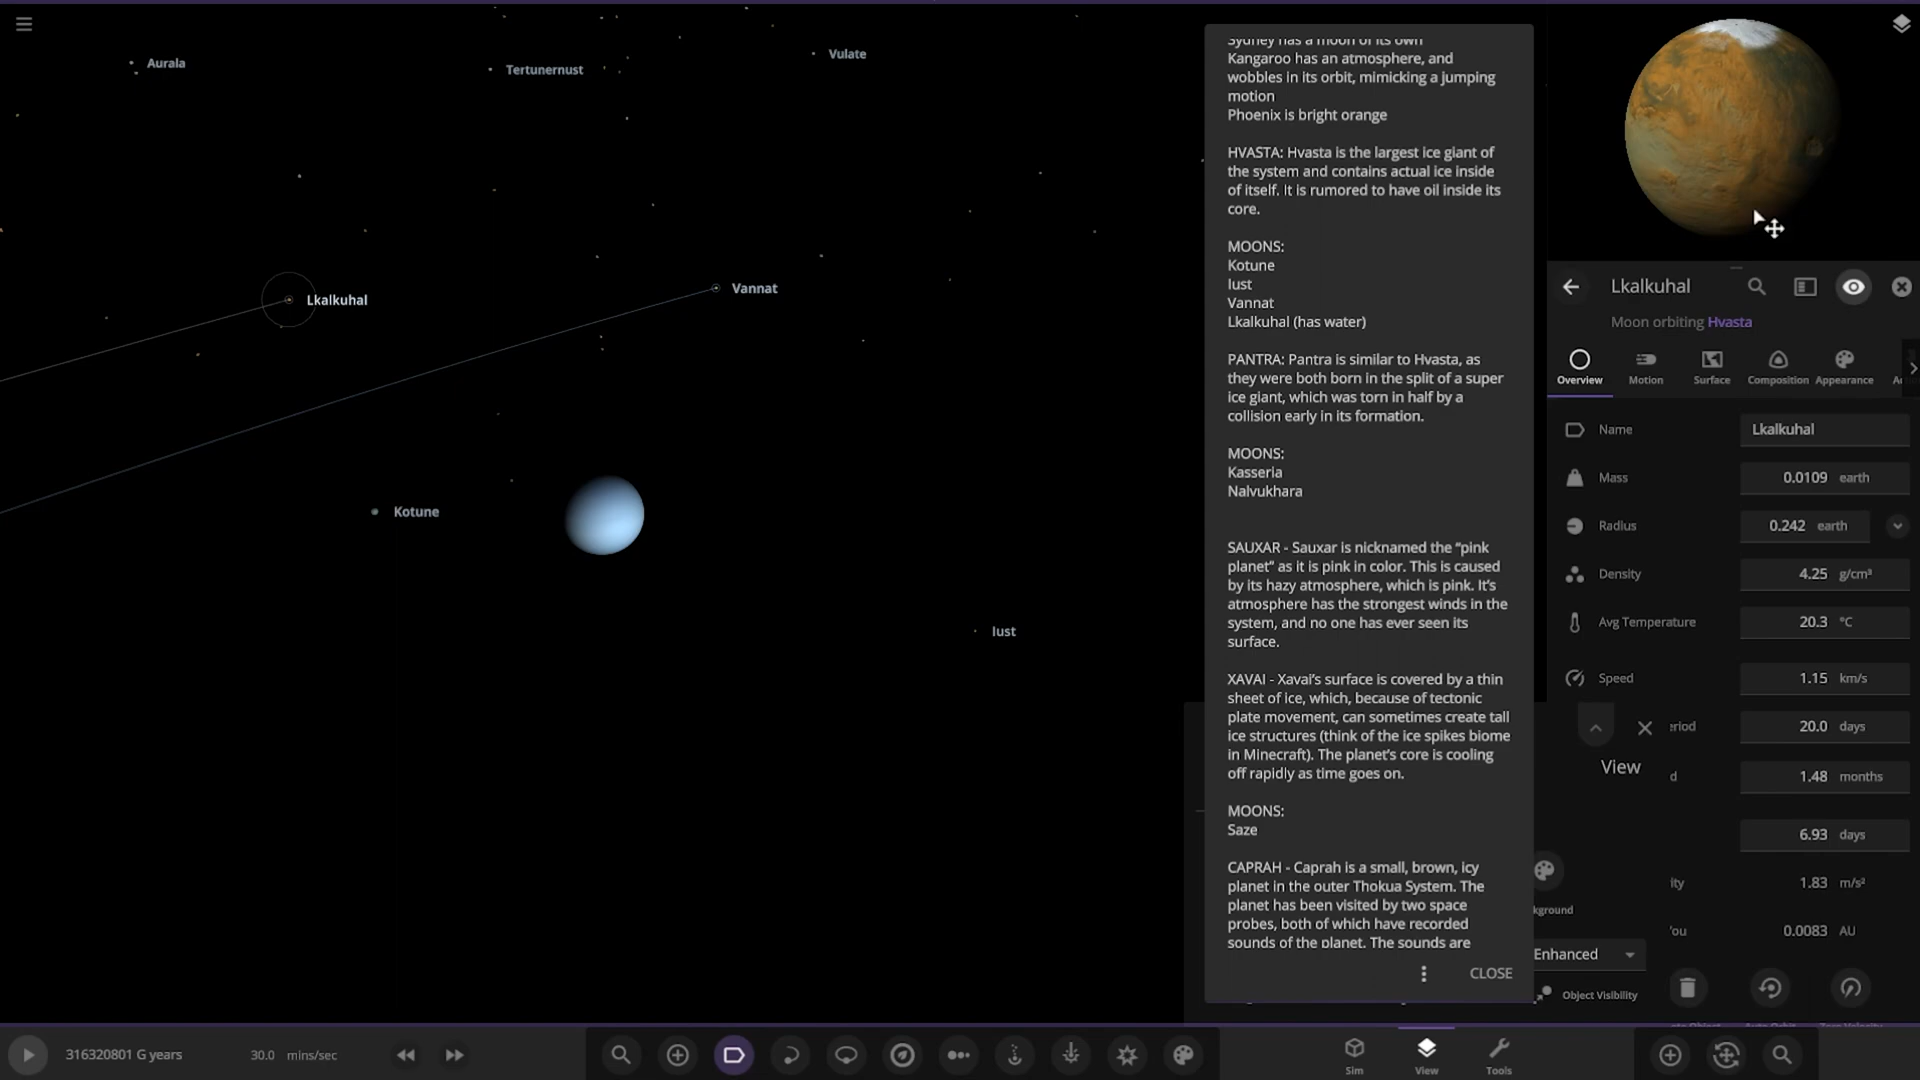 Aurala
Tertunernust
Vulate
Lkalkuhal
Vannat
Kotune
Iust
Sydney has a moon of its own
Kangaroo has an atmosphere, and
wobbles in its orbit, mimicking a jumping
motion
Phoenix is bright orange
HVASTA: Hvasta is the largest ice giant of
the system and contains actual ice inside
of itself. It is rumored to have oil inside its
core.
MOONS:
Kotune
Iust
Vannat
Lkalkuhal (has water)
PANTRA: Pantra is similar to Hvasta, as
they were both born in the split of a super
ice giant, which was torn in half by a
collision early in its formation.
MOONS:
Kasseria
Nalvukhara
SAUXAR - Sauxar is nicknamed the “pink
planet” as it is pink in color. This is caused
by its hazy atmosphere, which is pink. It’s
atmosphere has the strongest winds in the
system, and no one has ever seen its
surface.
XAVAI - Xavai’s surface is covered by a thin
sheet of ice, which, because of tectonic
plate movement, can sometimes create tall
ice structures (think of the ice spikes biome
in Minecraft). The planet’s core is cooling
off rapidly as time goes on.
MOONS:
Saze
CAPRAH - Caprah is a small, brown, icy
planet in the outer Thokua System. The
planet has been visited by two space
probes, both of which have recorded
sounds of the planet. The sounds are
CLOSE
Lkalkuhal
Moon orbiting Hvasta
Overview Motion Surface Composition Appearance
Name Lkalkuhal
Mass 0.0109 earth
Radius 0.242 earth
Density 4.25 g/cm³
Avg Temperature 20.3 °C
Speed 1.15 km/s
eriod 20.0 days
View
d 1.48 months
6.93 days
ity 1.83 m/s²
kground
You 0.0083 AU
Enhanced
Object Visibility
316320801 G years
30.0 mins/sec
Sim View Tools